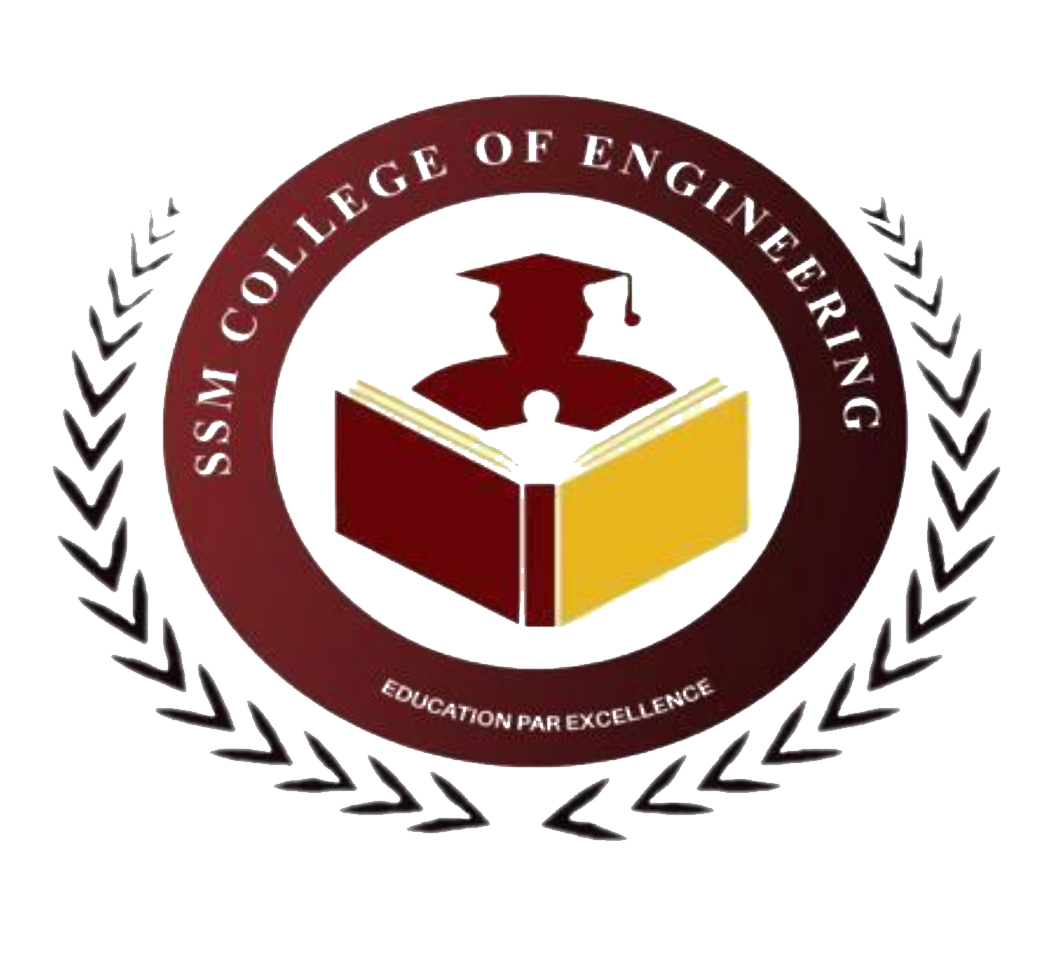 SSM COLLEGE OF ENGINEERING
EDUCATION PAR EXCELLENCE